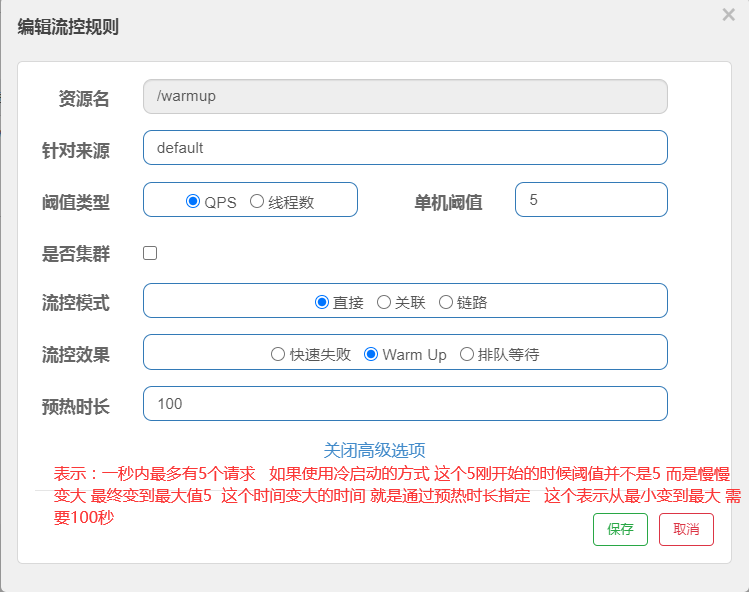 编辑流控规则
×
资源名 /warmup
针对来源 default
阈值类型 QPS 线程数 单机阈值 5
是否集群
流控模式 直接 关联 链路
流控效果 快速失败 Warm Up 排队等待
预热时长 100
关闭高级选项
表示：一秒内最多有5个请求 如果使用冷启动的方式 这个5刚开始的时候阈值并不是5 而是慢慢
变大 最终变到最大值5 这个时间变大的时间 就是通过预热时长指定 这个表示从最小变到最大 需
要100秒
保存 取消